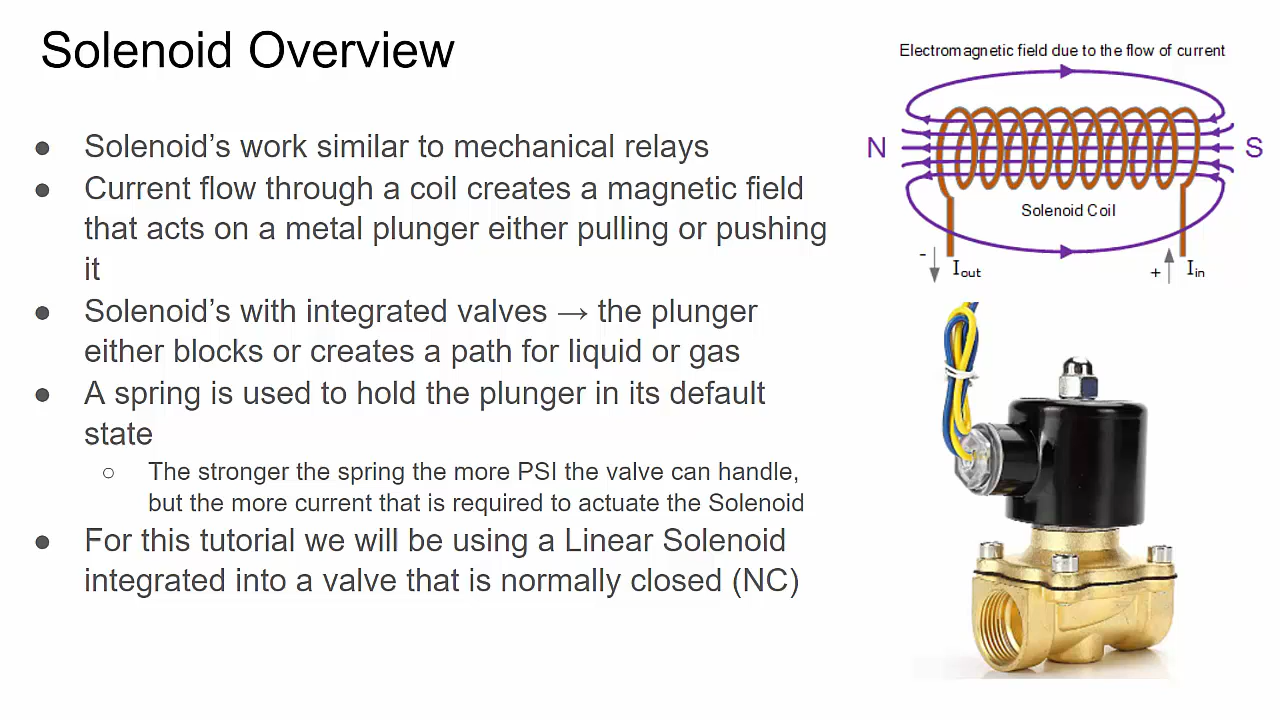 Solenoid Overview
● Solenoid's work similar to mechanical relays
● Current flow through a coil creates a magnetic field
that acts on a metal plunger either pulling or pushing
it
● Solenoid's with integrated valves → the plunger
either blocks or creates a path for liquid or gas
● A spring is used to hold the plunger in its default
state
○ The stronger the spring the more PSI the valve can handle,
but the more current that is required to actuate the Solenoid
● For this tutorial we will be using a Linear Solenoid
integrated into a valve that is normally closed (NC)
Electromagnetic field due to the flow of current
N
S
Solenoid Coil
- Iout
+ Iin